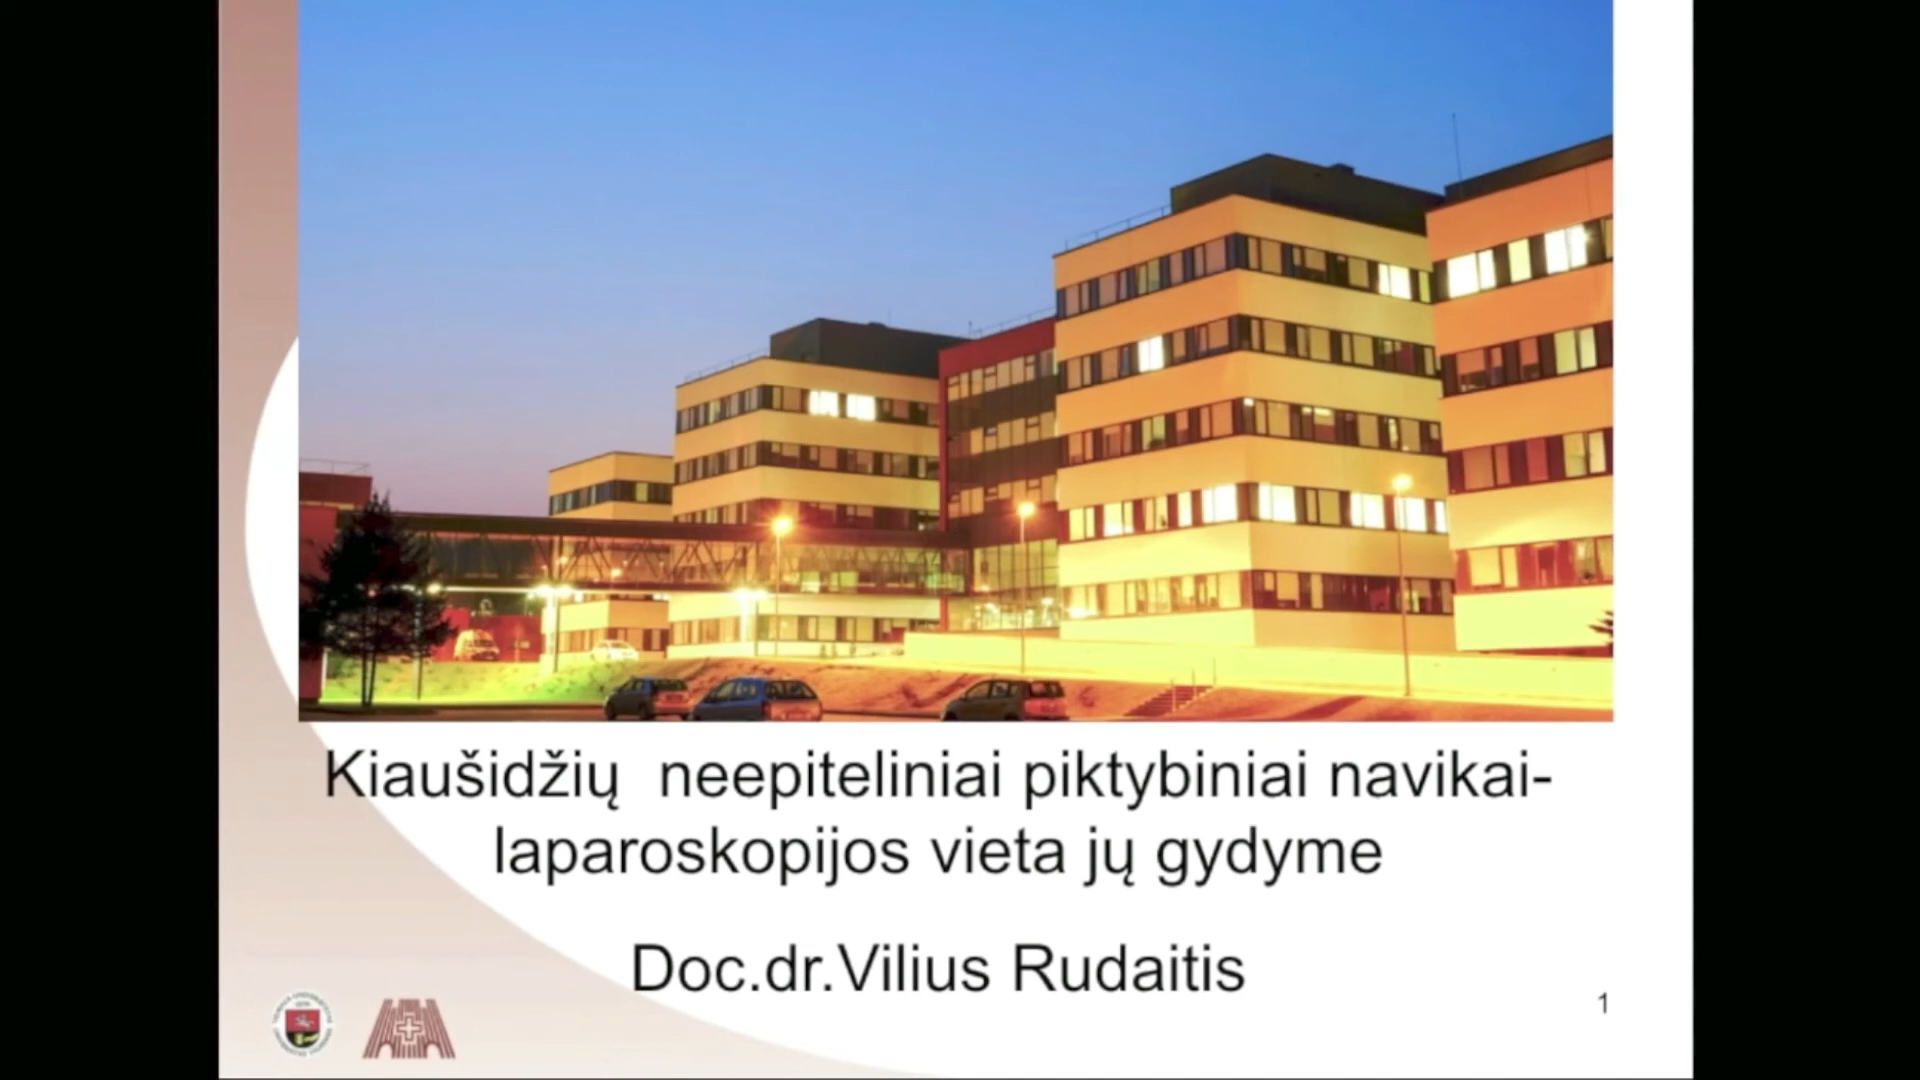 Kiaušidžių neepiteliniai piktybiniai navikai-
laparoskopijos vieta jų gydyme
Doc.dr.Vilius Rudaitis
1